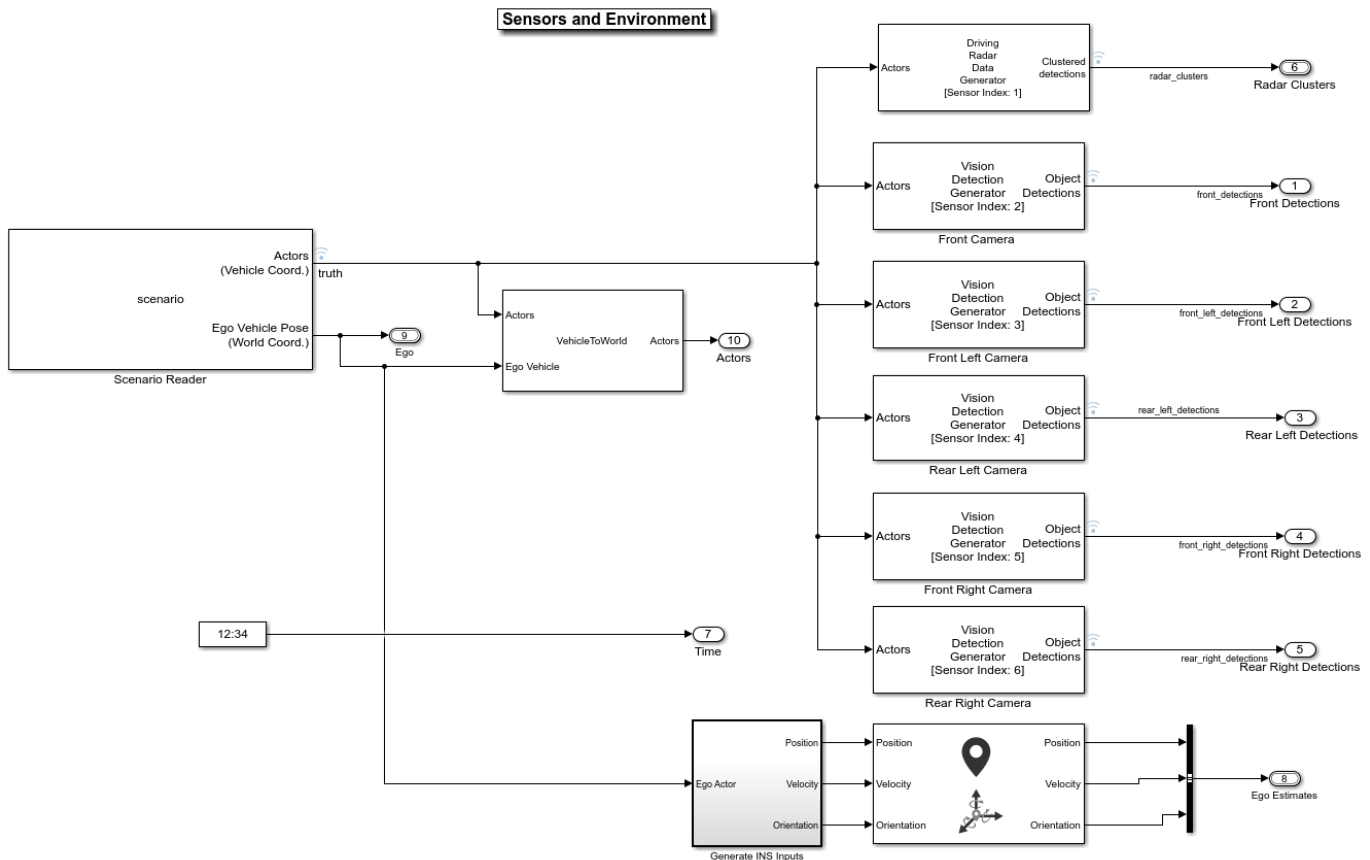 Sensors and Environment
Actors
Driving
Radar
Data
Generator
[Sensor Index: 1]
Clustered
detections
radar_clusters
6
Radar Clusters
Actors
Vision
Detection
Generator
[Sensor Index: 2]
Object
Detections
front_detections
1
Front Detections
Front Camera
Actors
(Vehicle Coord.)
truth
scenario
Ego Vehicle Pose
(World Coord.)
Scenario Reader
9
Ego
Actors
Ego Vehicle
VehicleToWorld
Actors
10
Actors
Actors
Vision
Detection
Generator
[Sensor Index: 3]
Object
Detections
front_left_detections
2
Front Left Detections
Front Left Camera
Actors
Vision
Detection
Generator
[Sensor Index: 4]
Object
Detections
rear_left_detections
3
Rear Left Detections
Rear Left Camera
Actors
Vision
Detection
Generator
[Sensor Index: 5]
Object
Detections
front_right_detections
4
Front Right Detections
Front Right Camera
12:34
7
Time
Actors
Vision
Detection
Generator
[Sensor Index: 6]
Object
Detections
rear_right_detections
5
Rear Right Detections
Rear Right Camera
Ego Actor
Position
Velocity
Orientation
Generate INS Inputs
Position
Velocity
Orientation
Position
Velocity
Orientation
8
Ego Estimates